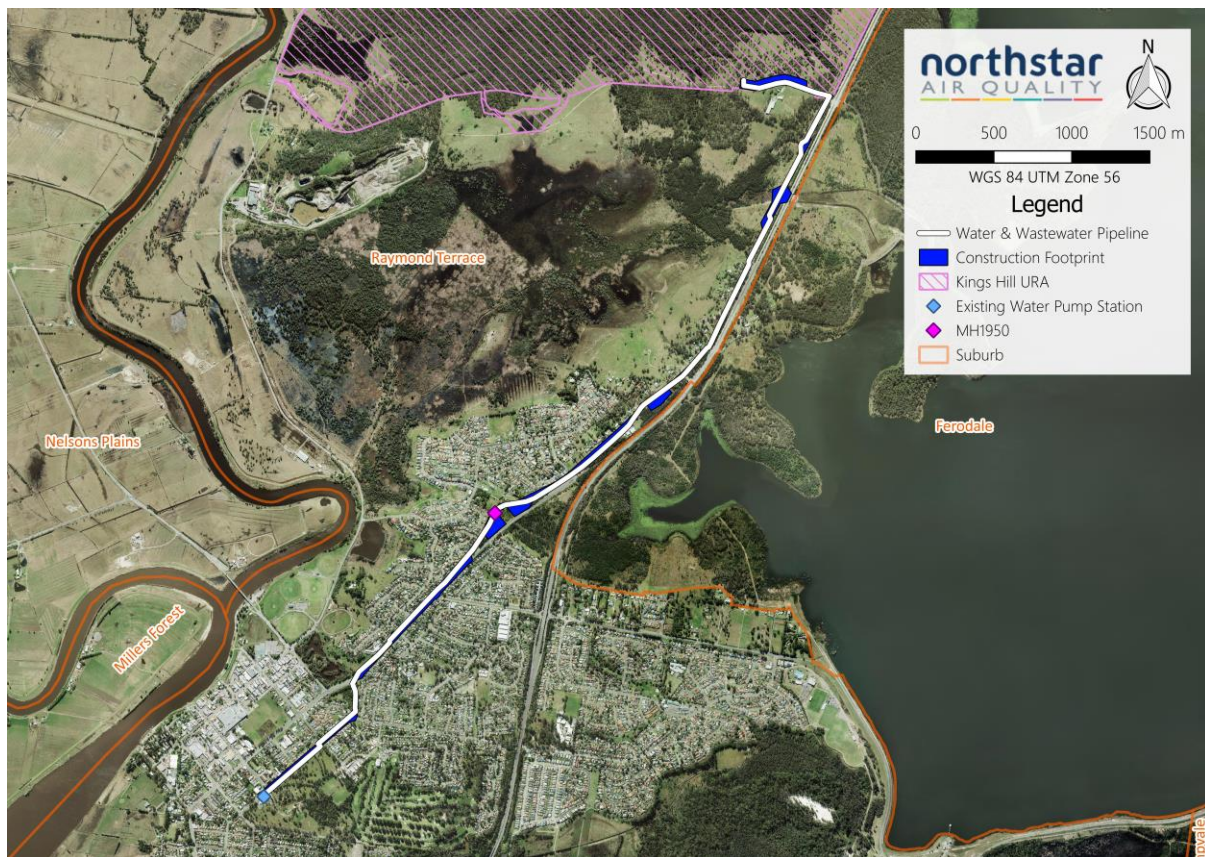 northstar
AIR QUALITY
N
0 500 1000 1500 m
WGS 84 UTM Zone 56
Legend
Water & Wastewater Pipeline
Construction Footprint
Kings Hill URA
Existing Water Pump Station
MH1950
Suburb
Raymond Terrace
Nelsons Plains
Ferodale
Millers Forest